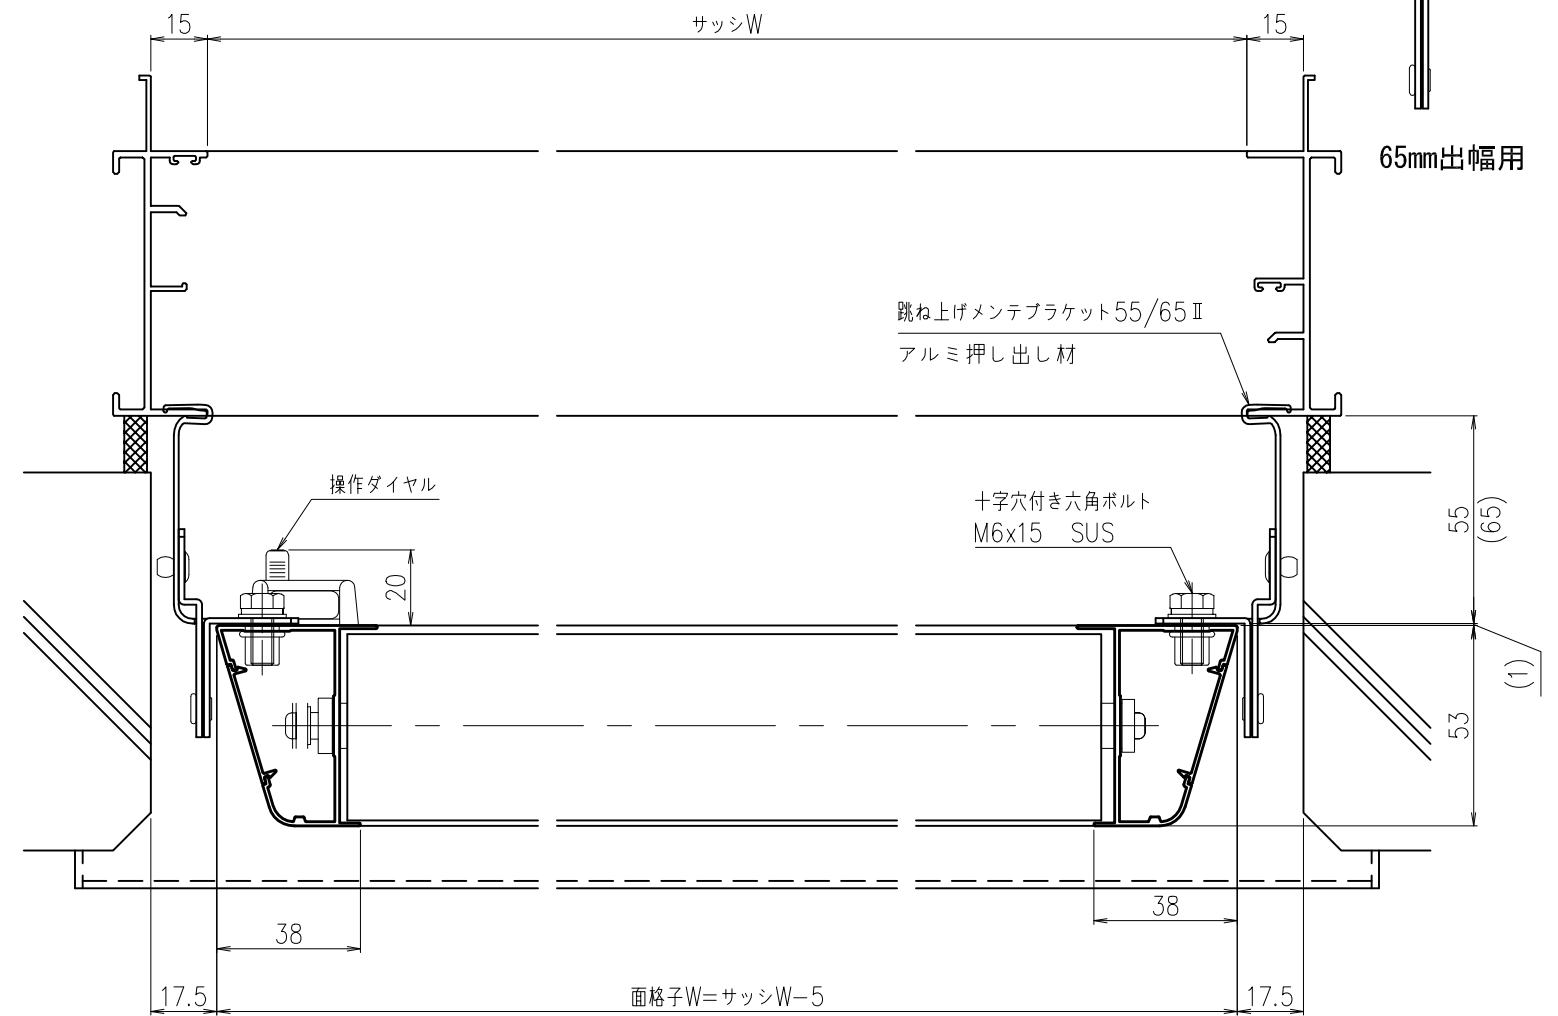 15
サッシW
15
65mm出幅用
跳ね上げメンテブラケット55/65Ⅱ
アルミ押し出し材
操作ダイヤル
十字穴付き六角ボルト
M6x15 SUS
20
55
(65)
(1)
53
38
38
17.5
面格子W=サッシW-5
17.5